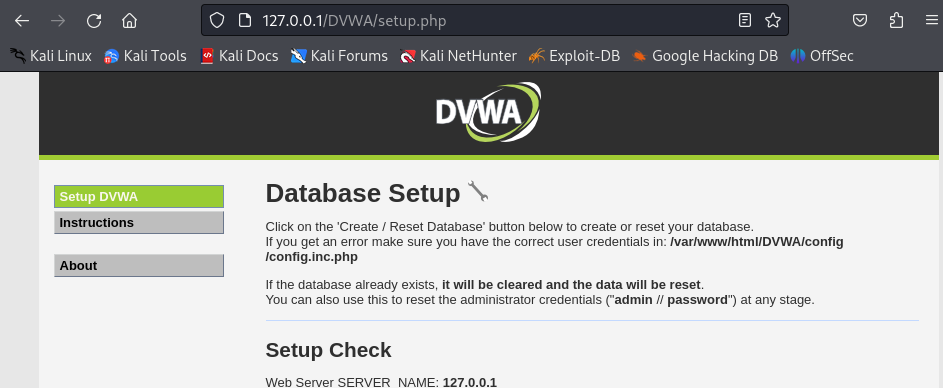 127.0.0.1/DVWA/setup.php
Kali Linux Kali Tools Kali Docs Kali Forums Kali NetHunter Exploit-DB Google Hacking DB OffSec
DVWA
Setup DVWA
Instructions
About
Database Setup
Click on the 'Create / Reset Database' button below to create or reset your database.
If you get an error make sure you have the correct user credentials in: /var/www/html/DVWA/config
/config.inc.php
If the database already exists, it will be cleared and the data will be reset.
You can also use this to reset the administrator credentials ("admin // password") at any stage.
Setup Check
Web Server SERVER_NAME: 127.0.0.1